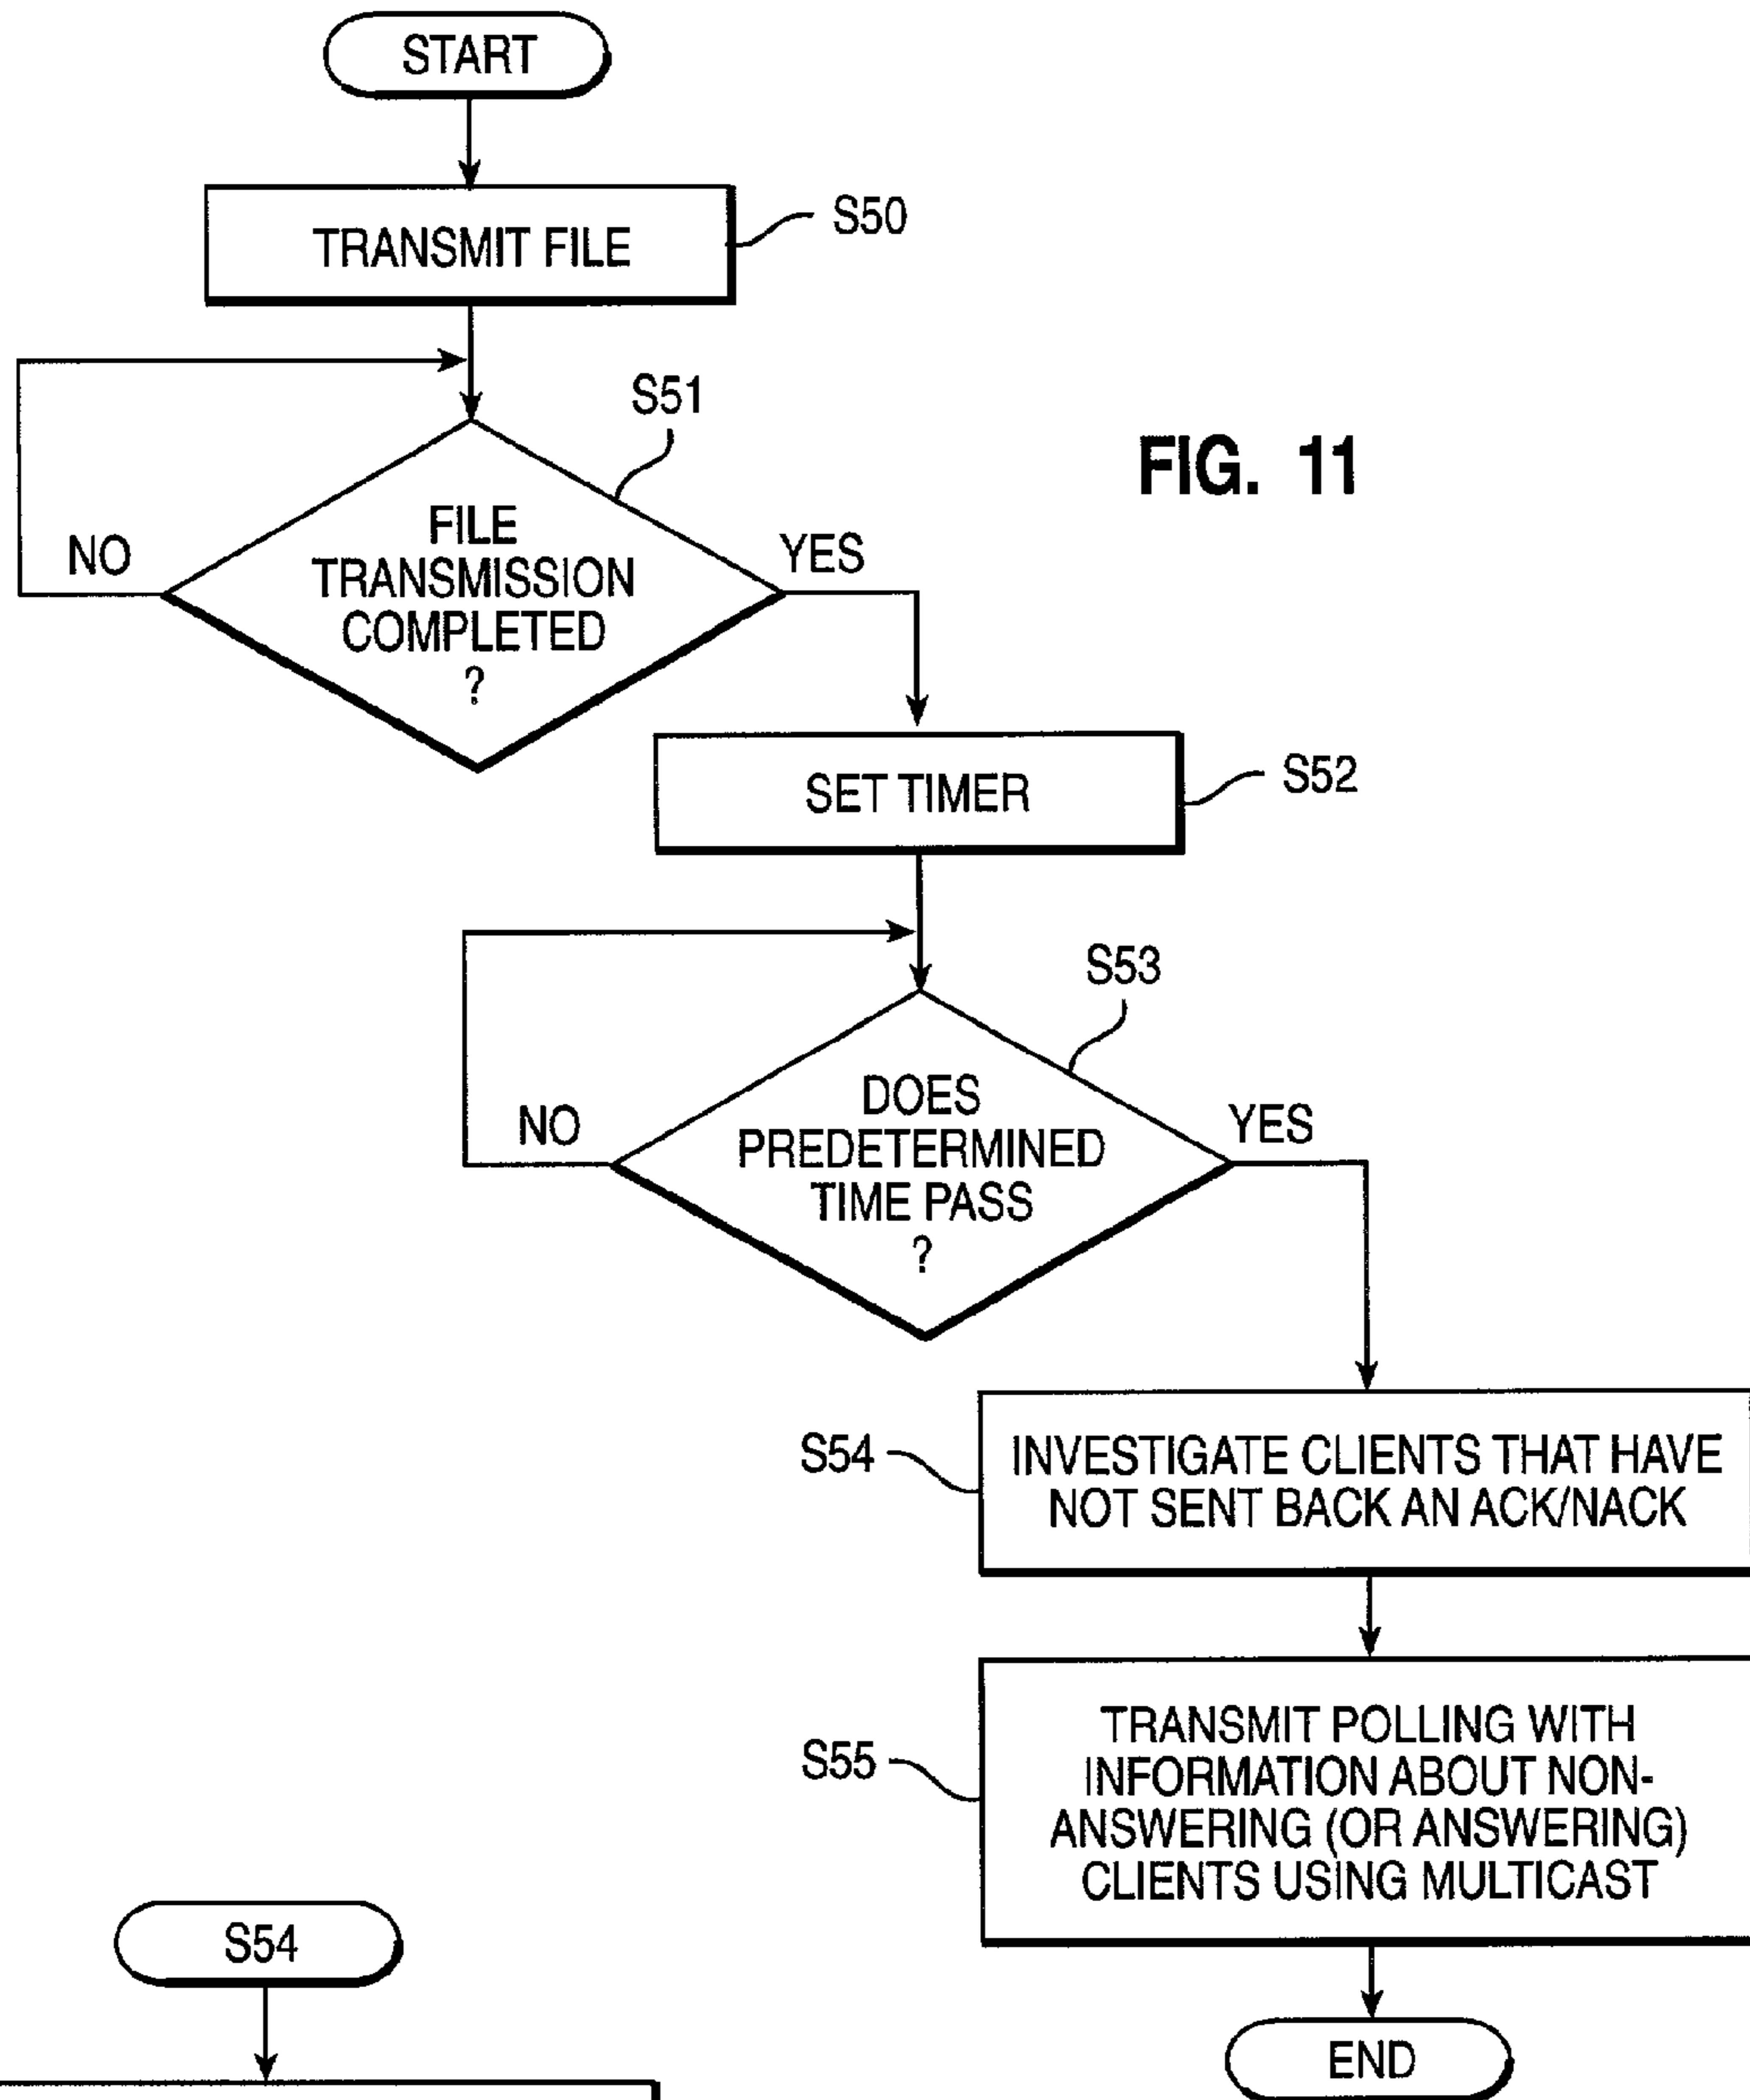 START
TRANSMIT FILE
S50
S51
FIG. 11
FILE
TRANSMISSION
COMPLETED
?
NO
YES
SET TIMER
S52
S53
DOES
PREDETERMINED
TIME PASS
?
NO
YES
S54
INVESTIGATE CLIENTS THAT HAVE
NOT SENT BACK AN ACK/NACK
S55
TRANSMIT POLLING WITH
INFORMATION ABOUT NON-
ANSWERING (OR ANSWERING)
CLIENTS USING MULTICAST
S54
END